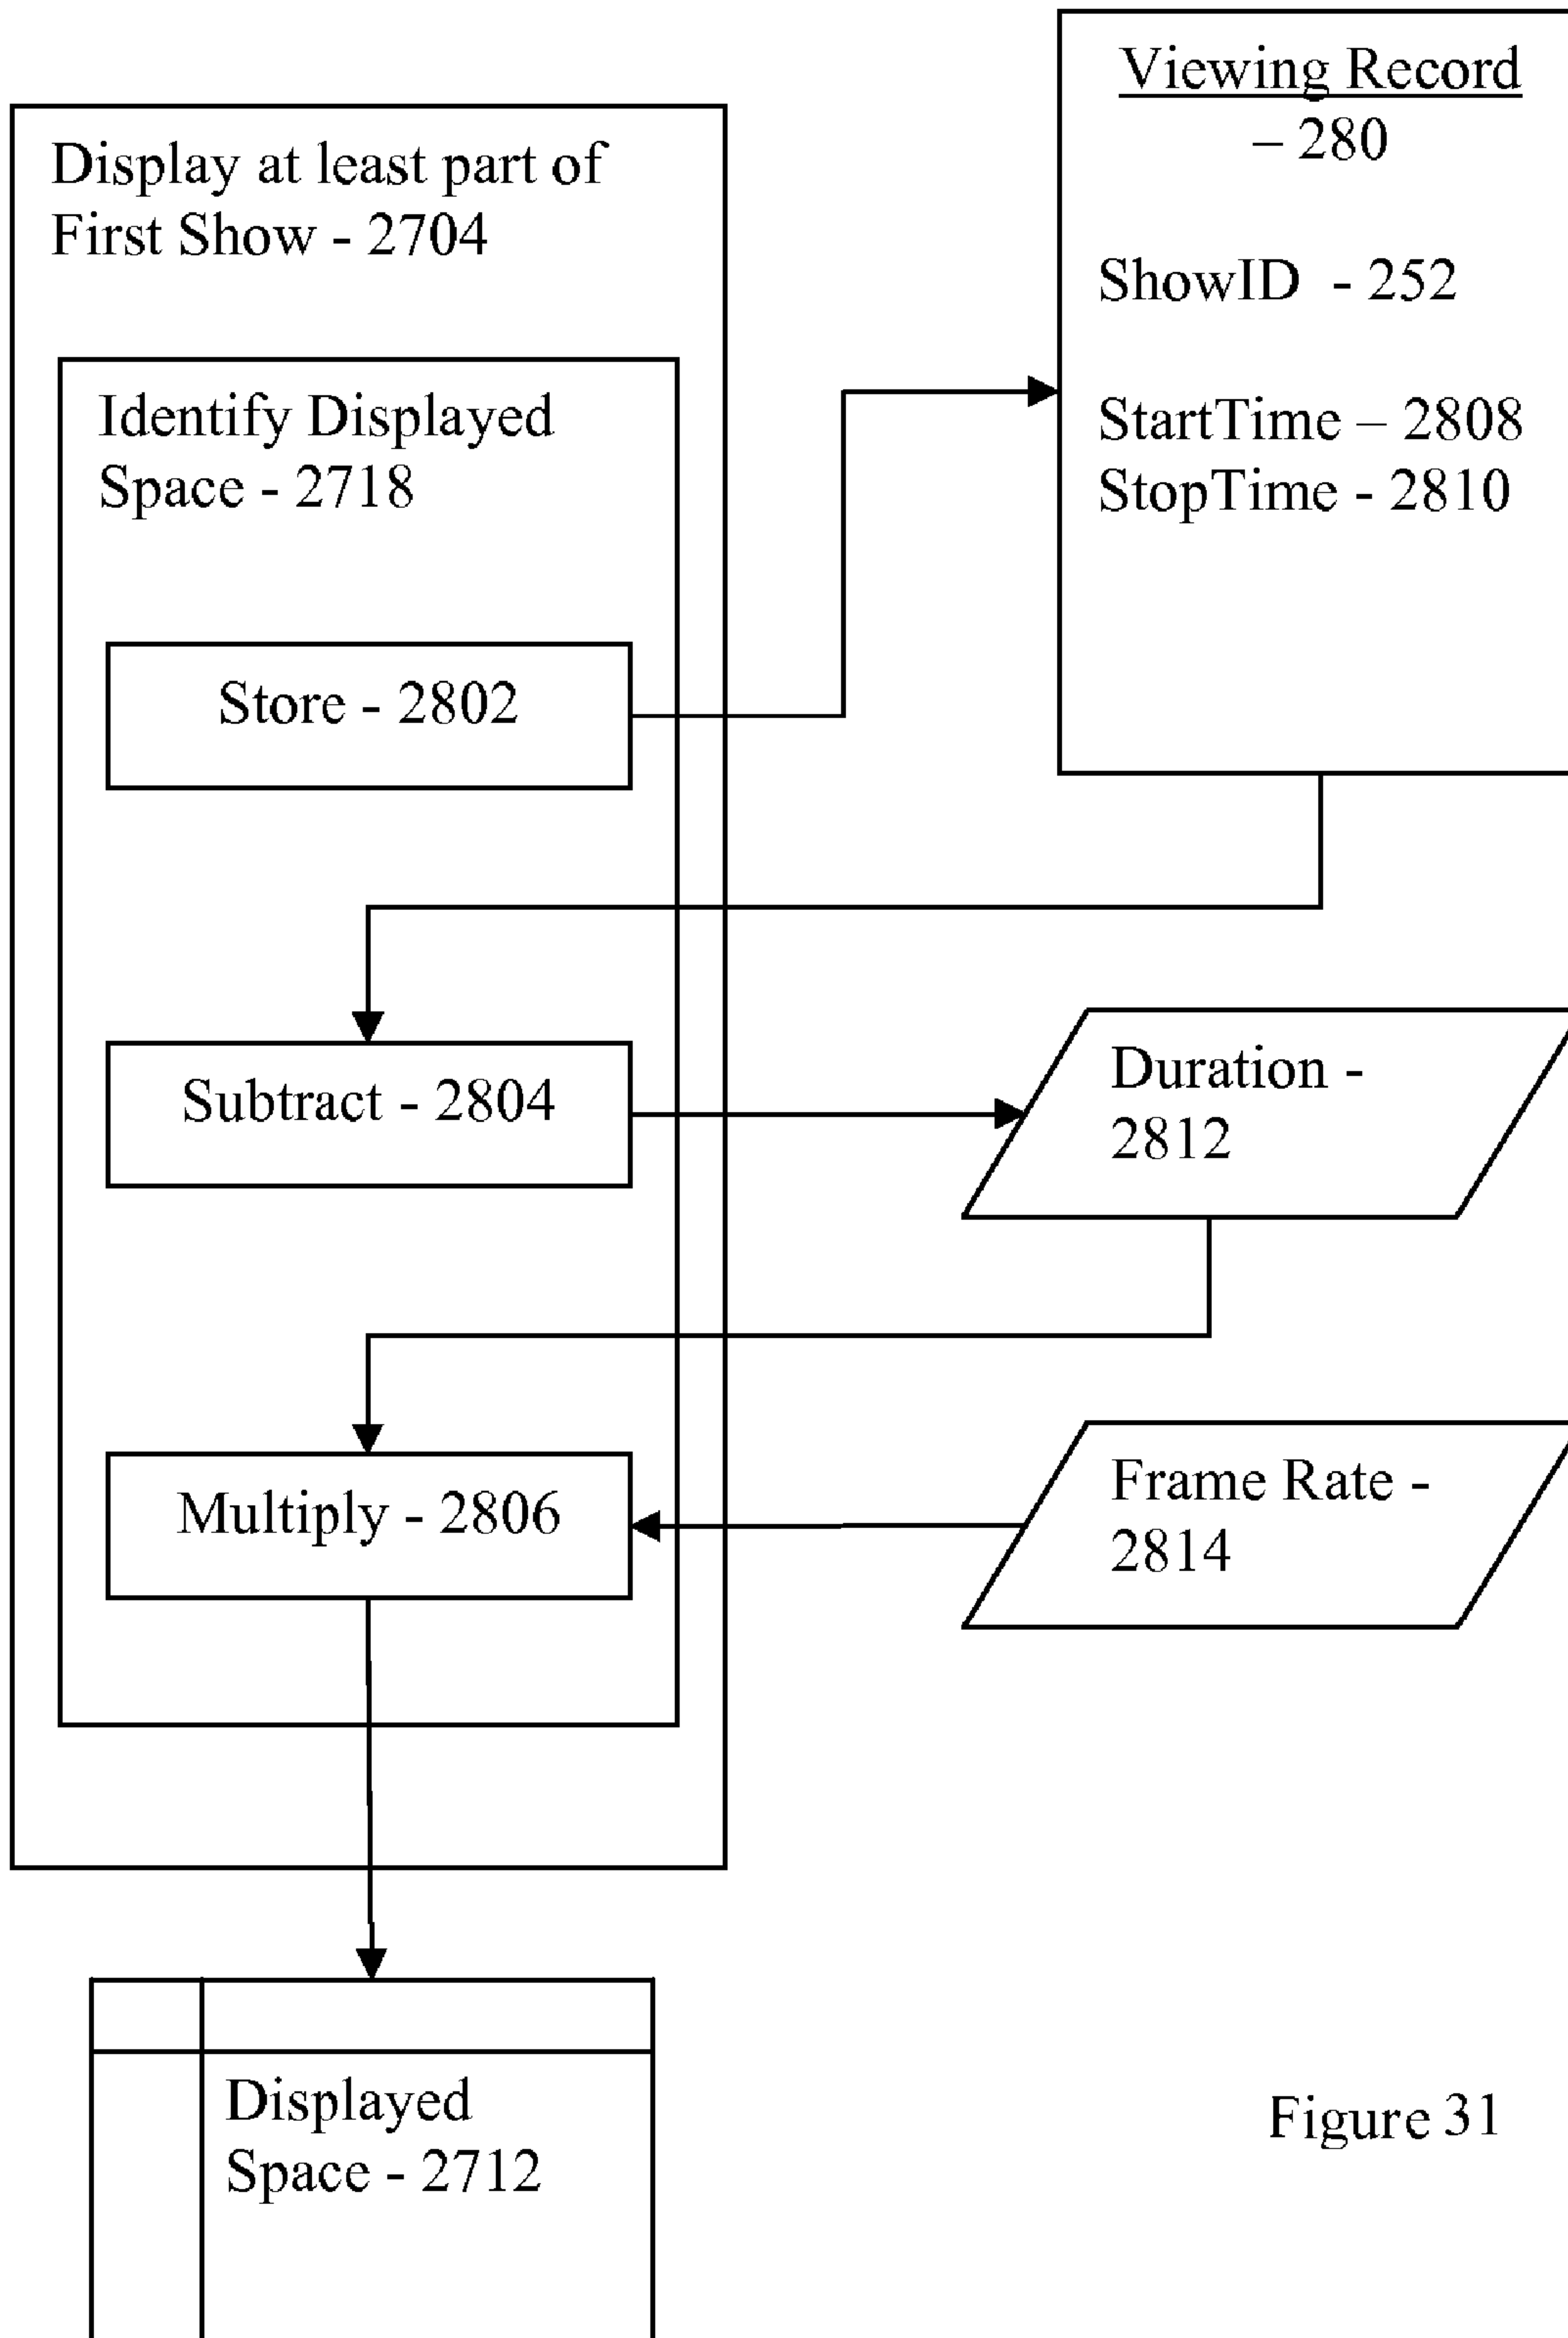 Viewing Record
– 280
ShowID - 252
StartTime – 2808
StopTime - 2810
Display at least part of
First Show - 2704
Identify Displayed
Space - 2718
Store - 2802
Subtract - 2804
Duration -
2812
Multiply - 2806
Frame Rate -
2814
Displayed
Space - 2712
Figure 31